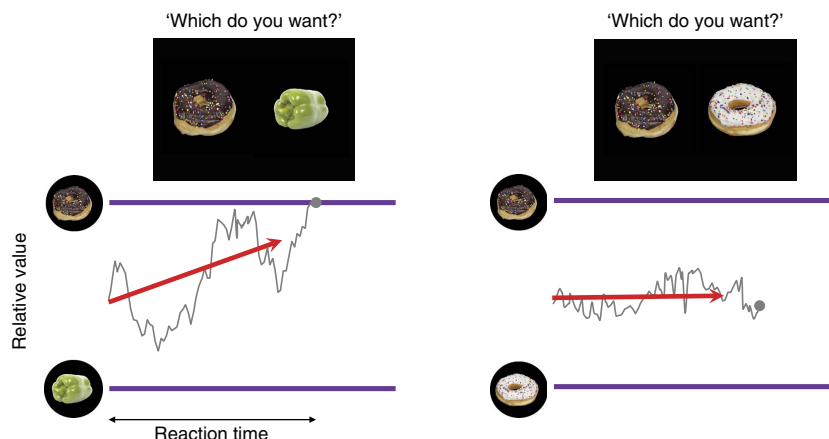 ‘Which do you want?’
‘Which do you want?’
Relative value
Reaction time